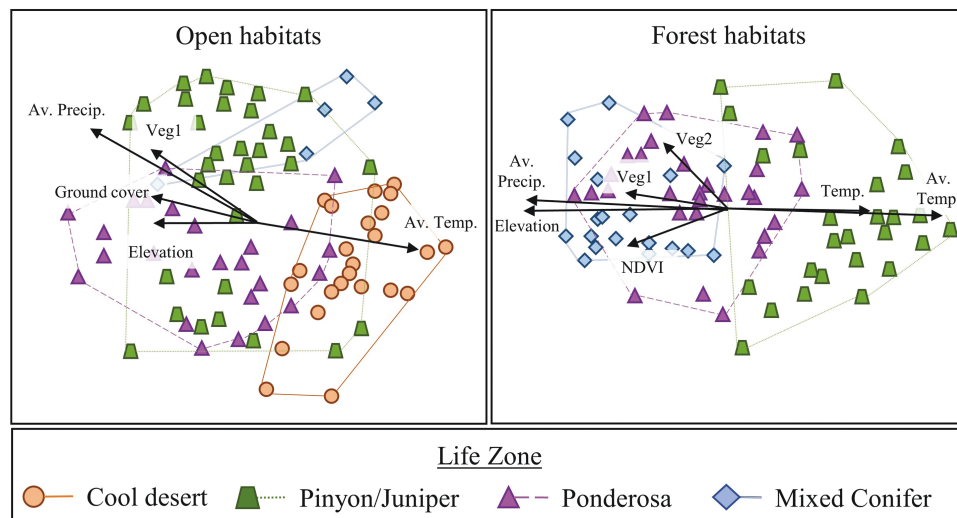 Open habitats
Av. Precip.
Veg1
Ground cover
Elevation
Av. Temp.
Forest habitats
Veg2
Av.
Precip.
Veg1
Temp.
Av.
Temp.
Elevation
NDVI
Life Zone
Cool desert
Pinyon/Juniper
Ponderosa
Mixed Conifer